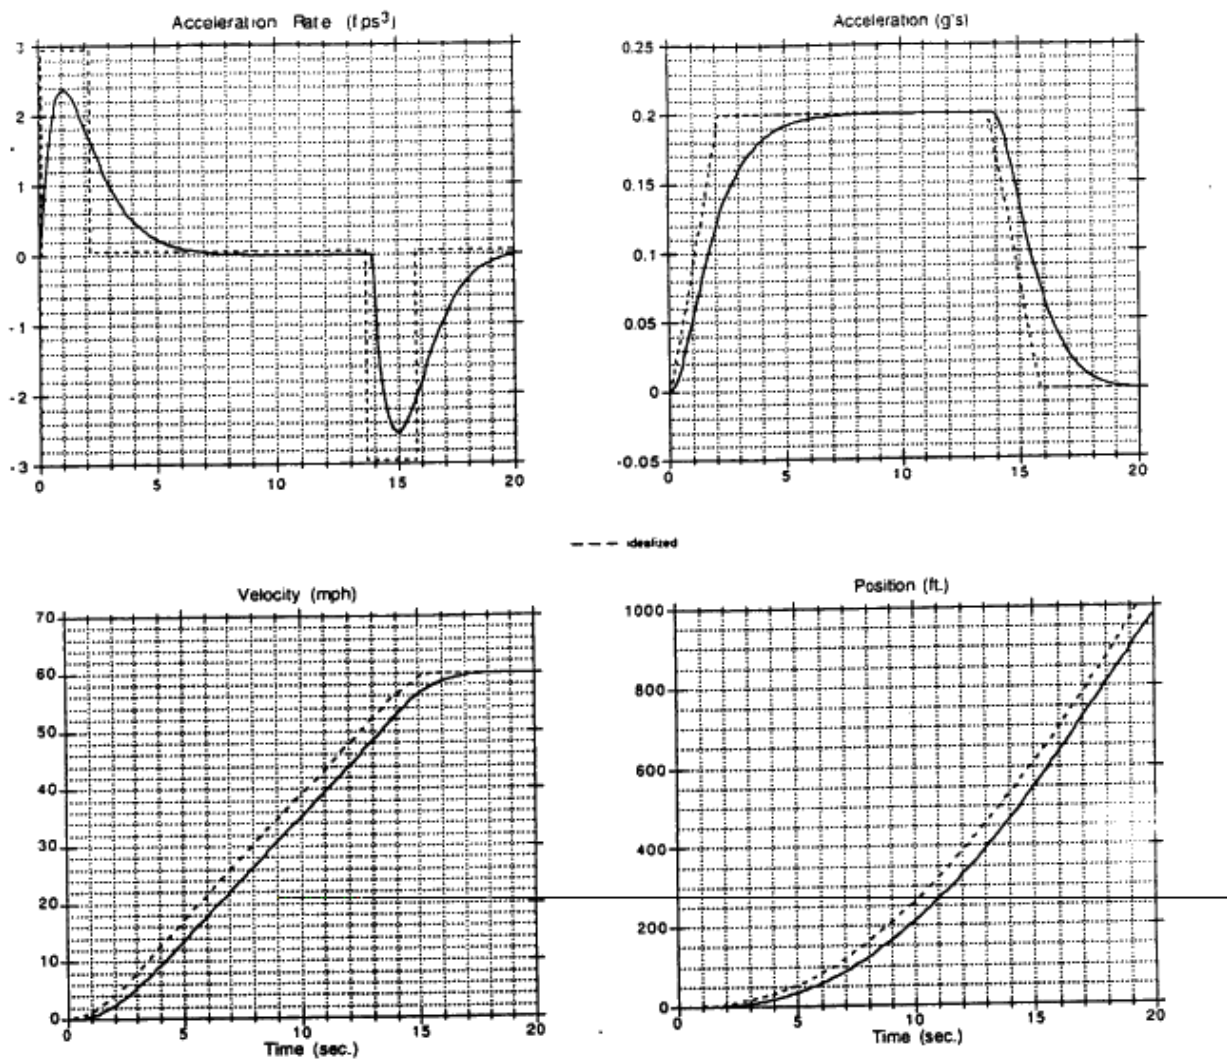 Acceleration Rate (fps³)
3
2
1
0
-1
-2
-3
0 5 15 20
Acceleration (g's)
0.25
0.2
0.15
0.1
0.05
0
-0.05
0 5 10 15 20
idealized
Velocity (mph)
70
60
50
40
30
20
10
0
0 5 10 15 20
Time (sec.)
Position (ft.)
1000
800
600
400
200
0
0 5 10 15 20
Time (sec.)